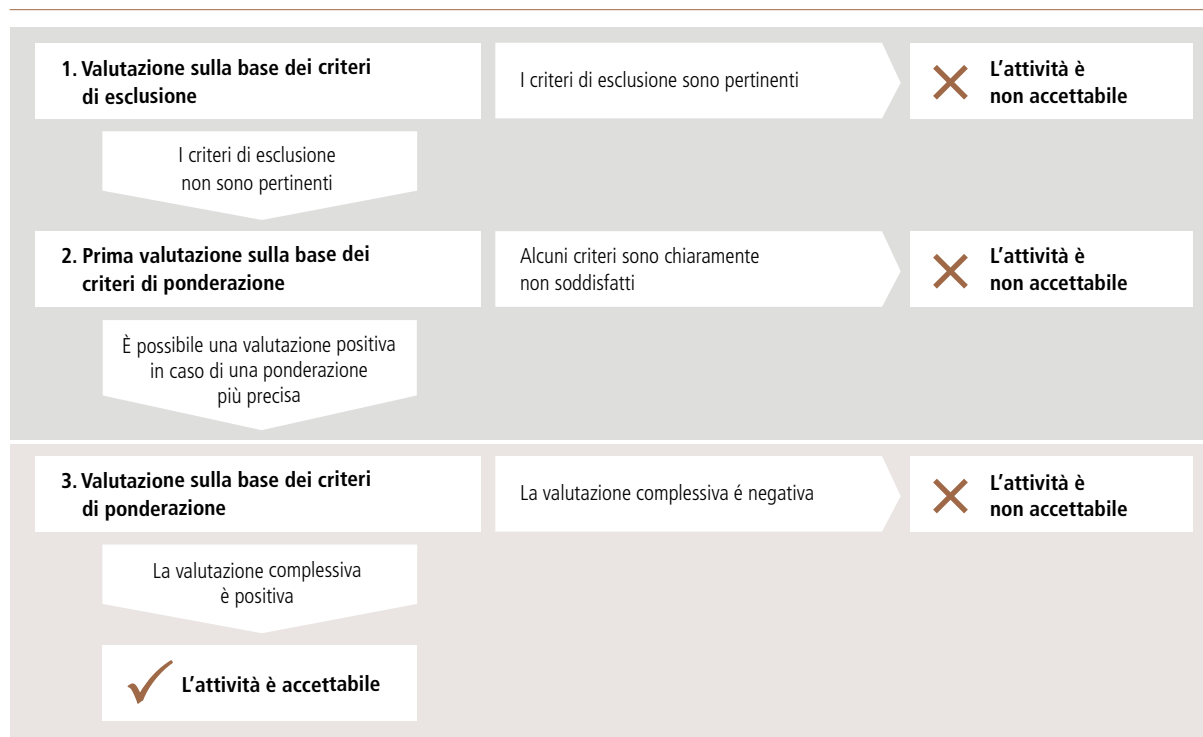 1. Valutazione sulla base dei criteri
di esclusione
I criteri di esclusione sono pertinenti
L'attività è
non accettabile
I criteri di esclusione
non sono pertinenti
2. Prima valutazione sulla base dei
criteri di ponderazione
Alcuni criteri sono chiaramente
non soddisfatti
L'attività è
non accettabile
È possibile una valutazione positiva
in caso di una ponderazione
più precisa
3. Valutazione sulla base dei criteri
di ponderazione
La valutazione complessiva é negativa
L'attività è
non accettabile
La valutazione complessiva
è positiva
L'attività è accettabile